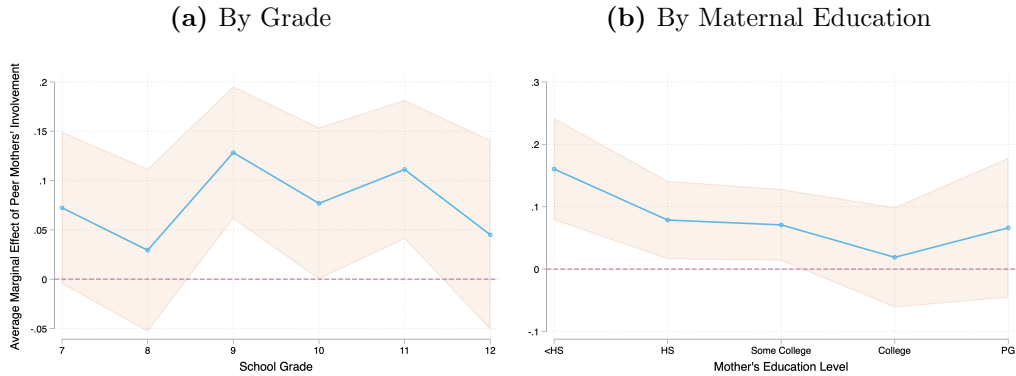 (a) By Grade
Average Marginal Effect of Peer Mothers' Involvement
.2
.15
.1
.05
0
-.05
7 8 9 10 11 12
School Grade
(b) By Maternal Education
.3
.2
.1
0
-.1
<HS HS Some College College PG
Mother's Education Level